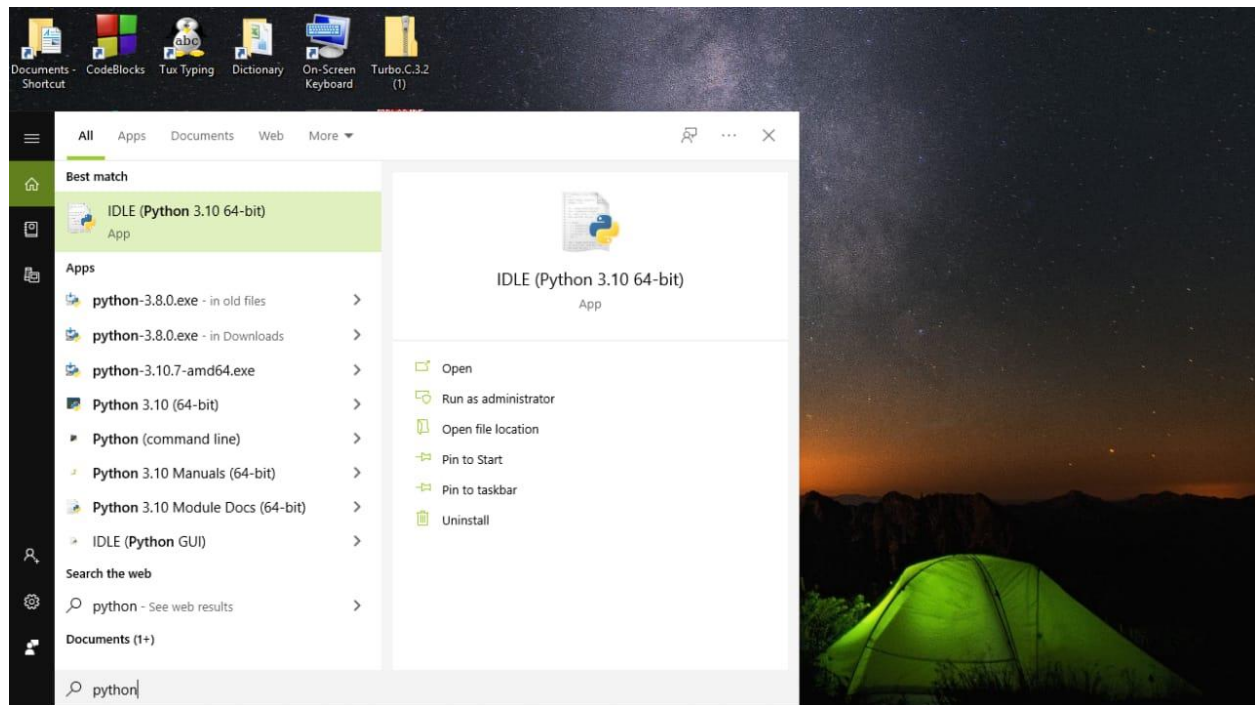 Documents - Shortcut
CodeBlocks
Tux Typing
Dictionary
On-Screen Keyboard
Turbo.C.3.2 (1)
All Apps Documents Web More
Best match
IDLE (Python 3.10 64-bit)
App
Apps
python-3.8.0.exe - in old files
python-3.8.0.exe - in Downloads
python-3.10.7-amd64.exe
Python 3.10 (64-bit)
Python (command line)
Python 3.10 Manuals (64-bit)
Python 3.10 Module Docs (64-bit)
IDLE (Python GUI)
Search the web
python - See web results
Documents (1+)
python
IDLE (Python 3.10 64-bit)
App
Open
Run as administrator
Open file location
Pin to Start
Pin to taskbar
Uninstall